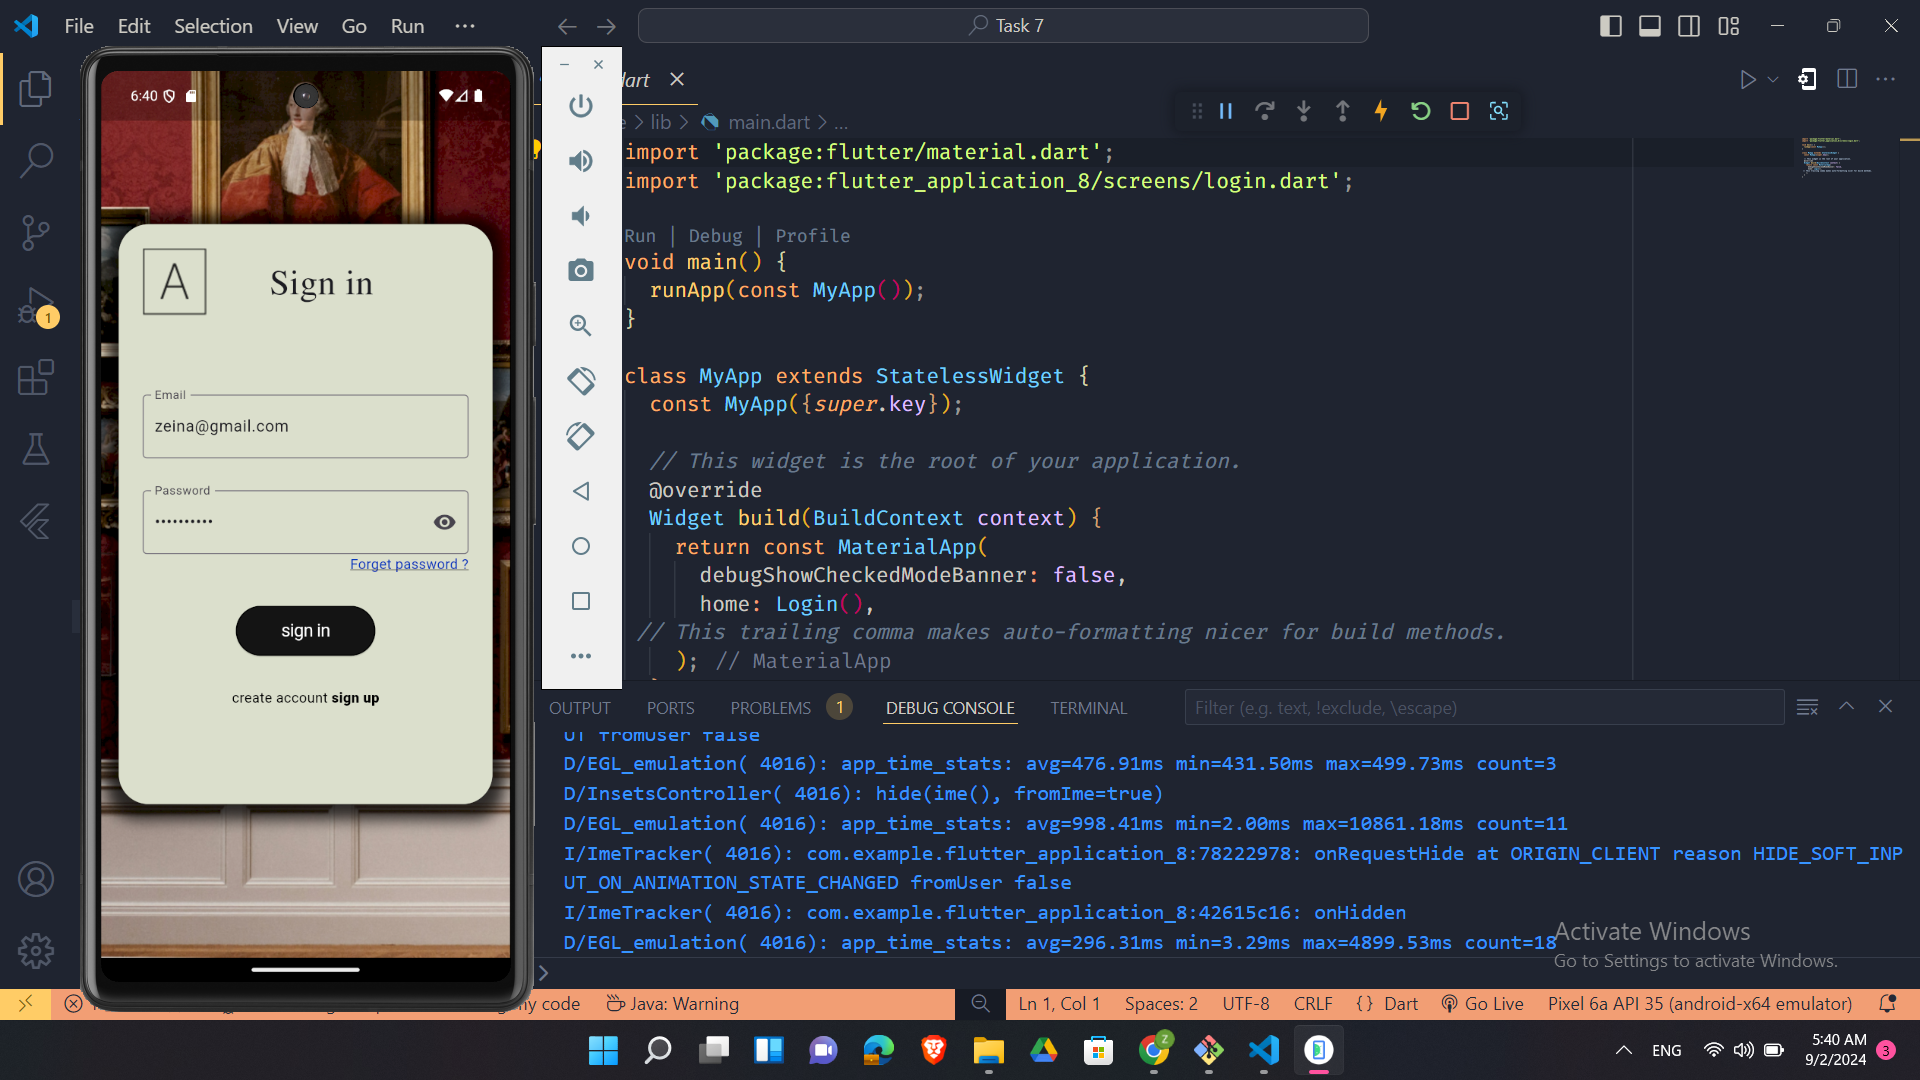 File Edit Selection View Go Run ...
Task 7
6:40
A
Sign in
Email
zeina@gmail.com
Password
••••••••••
Forget password ?
sign in
create account sign up
dart
lib > main.dart > ...
import 'package:flutter/material.dart';
import 'package:flutter_application_8/screens/login.dart';
Run | Debug | Profile
void main() {
runApp(const MyApp());
}
class MyApp extends StatelessWidget {
const MyApp({super.key});
// This widget is the root of your application.
@override
Widget build(BuildContext context) {
return const MaterialApp(
debugShowCheckedModeBanner: false,
home: Login(),
// This trailing comma makes auto-formatting nicer for build methods.
); // MaterialApp
OUTPUT PORTS PROBLEMS 1 DEBUG CONSOLE TERMINAL Filter (e.g. text, !exclude, \escape)
UT fromUser false
D/EGL_emulation( 4016): app_time_stats: avg=476.91ms min=431.50ms max=499.73ms count=3
D/InsetsController( 4016): hide(ime(), fromIme=true)
D/EGL_emulation( 4016): app_time_stats: avg=998.41ms min=2.00ms max=10861.18ms count=11
I/ImeTracker( 4016): com.example.flutter_application_8:78222978: onRequestHide at ORIGIN_CLIENT reason HIDE_SOFT_INP
UT_ON_ANIMATION_STATE_CHANGED fromUser false
I/ImeTracker( 4016): com.example.flutter_application_8:42615c16: onHidden
D/EGL_emulation( 4016): app_time_stats: avg=296.31ms min=3.29ms max=4899.53ms count=18
Activate Windows
Go to Settings to activate Windows.
1
code Java: Warning Ln 1, Col 1 Spaces: 2 UTF-8 CRLF {} Dart Go Live Pixel 6a API 35 (android-x64 emulator)
Z
ENG
5:40 AM
9/2/2024
3